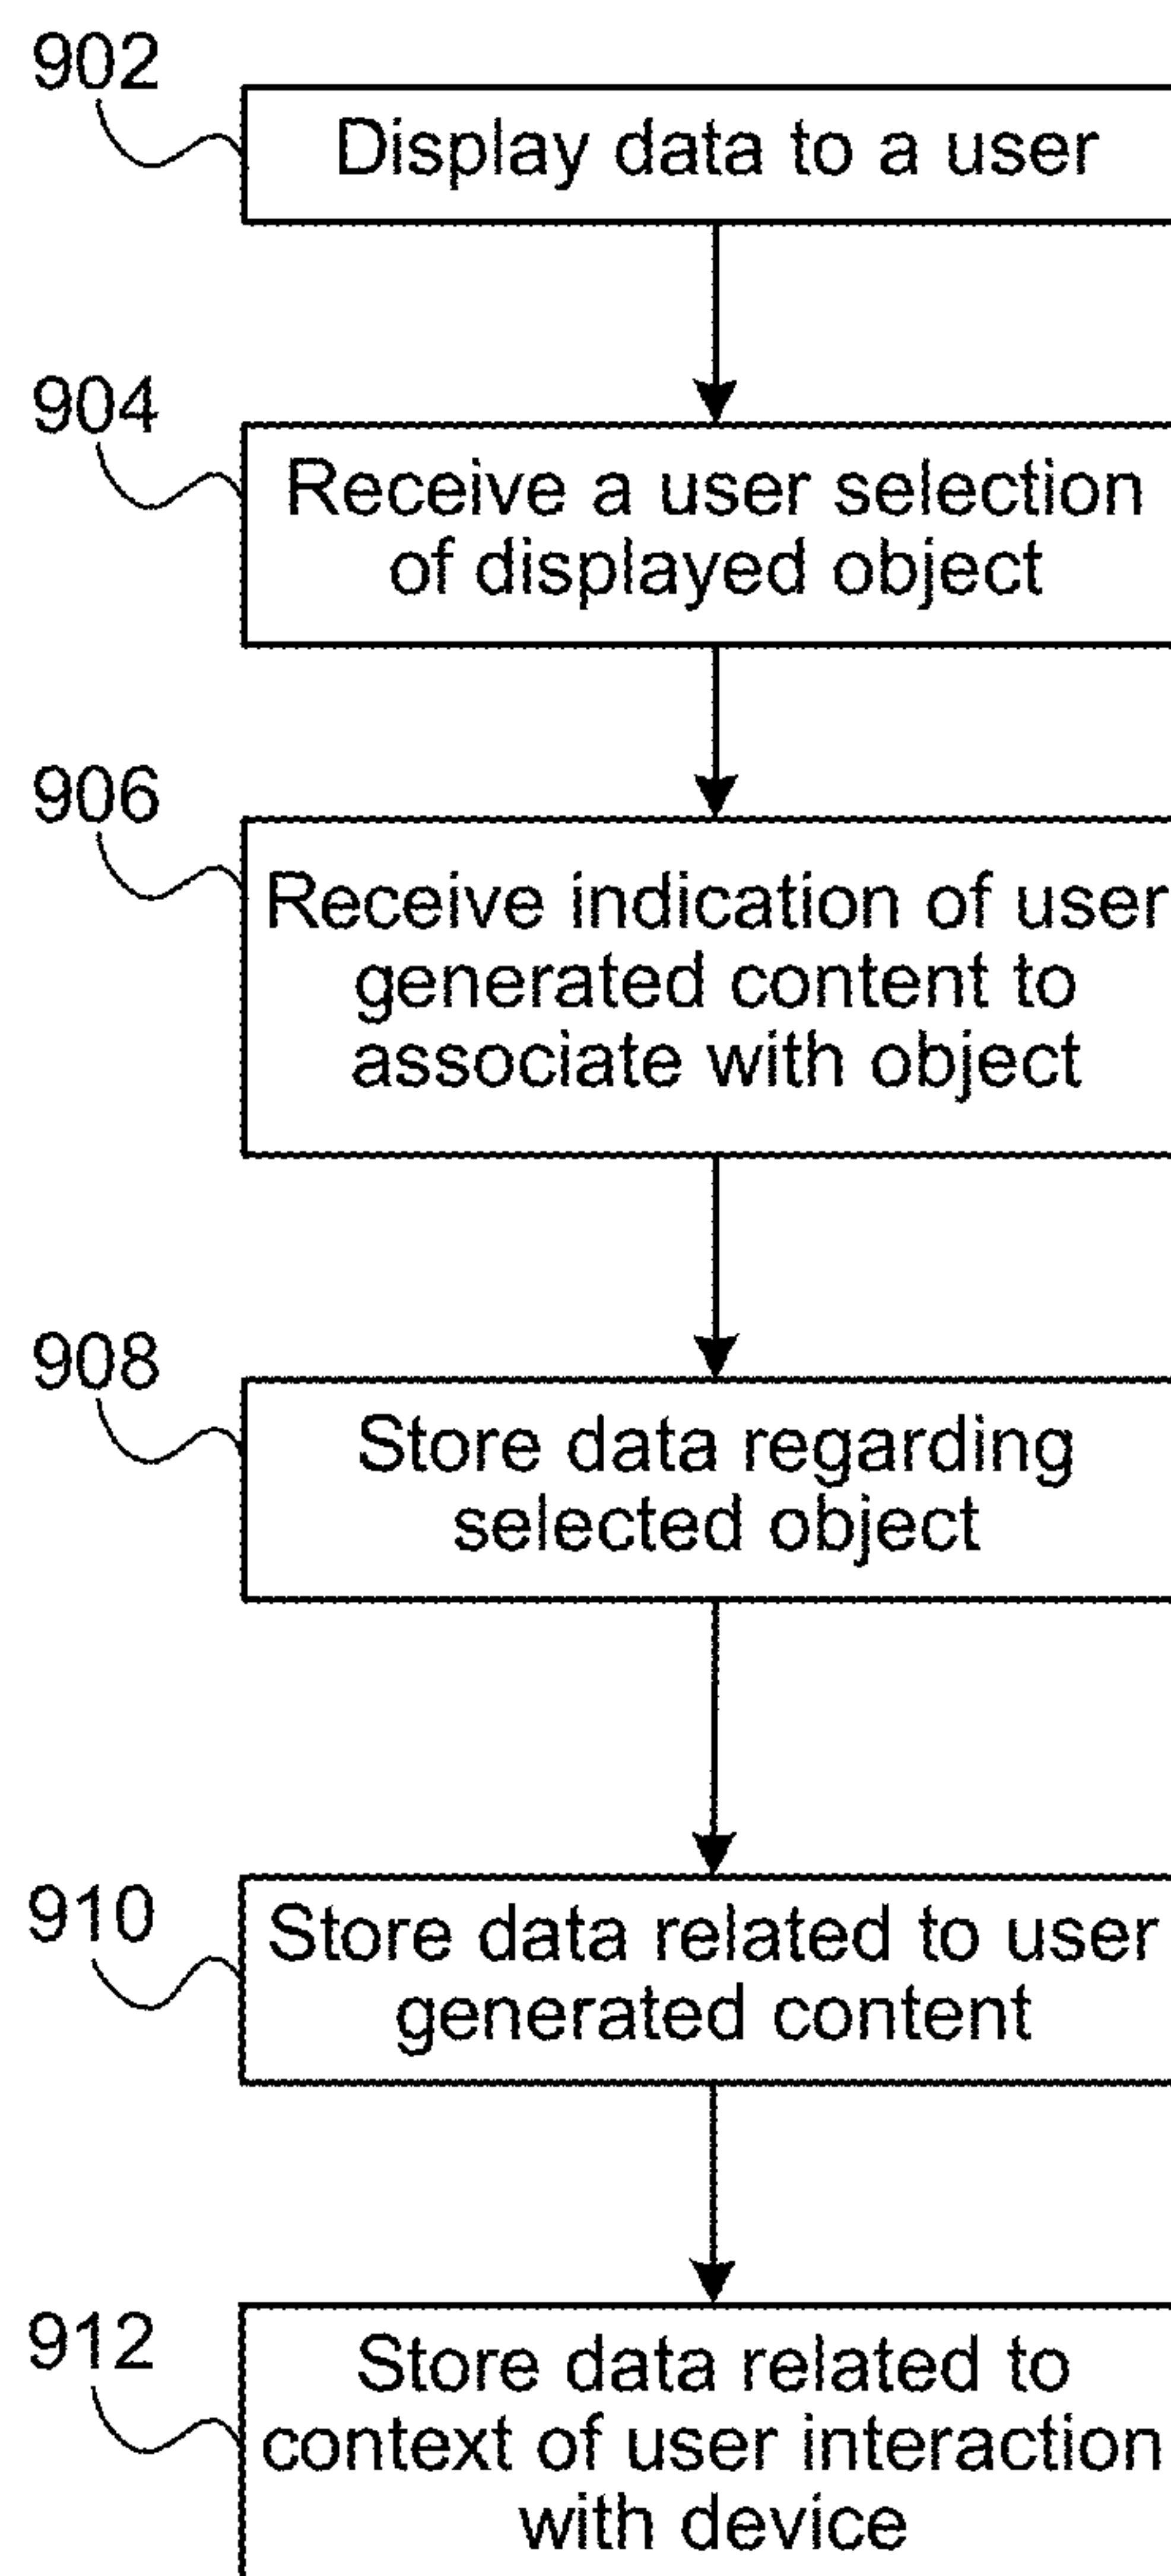 902
Display data to a user
904
Receive a user selection
of displayed object
906
Receive indication of user
generated content to
associate with object
908
Store data regarding
selected object
910
Store data related to user
generated content
912
Store data related to
context of user interaction
with device